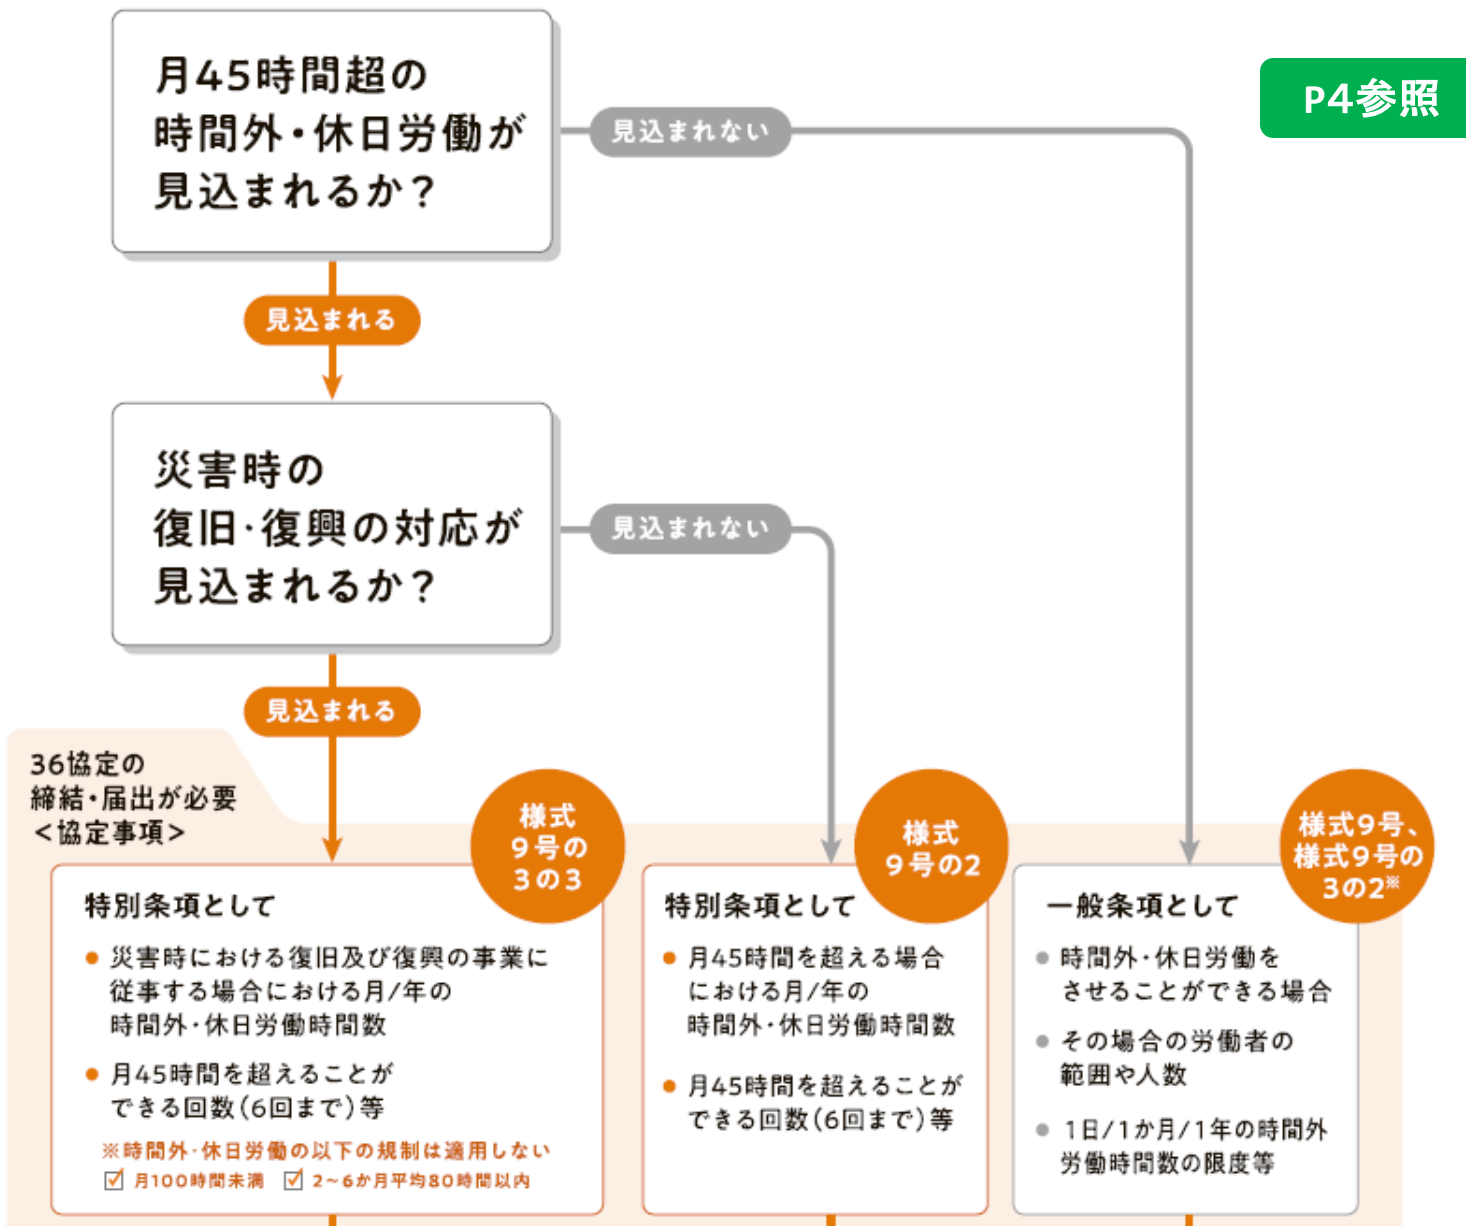 月45時間超の
時間外・休日労働が
見込まれるか？
見込まれない
P4参照
見込まれる
災害時の
復旧・復興の対応が
見込まれるか？
見込まれない
見込まれる
36協定の
締結・届出が必要
＜協定事項＞
様式
9号の
3の3
特別条項として
● 災害時における復旧及び復興の事業に
従事する場合における月/年の
時間外・休日労働時間数
● 月45時間を超えることが
できる回数（6回まで）等
※時間外・休日労働の以下の規制は適用しない
☑ 月100時間未満 ☑ 2～6か月平均80時間以内
様式
9号の2
特別条項として
● 月45時間を超える場合
における月/年の
時間外・休日労働時間数
● 月45時間を超えることが
できる回数（6回まで）等
様式9号、
様式9号の
3の2※
一般条項として
● 時間外・休日労働を
させることができる場合
● その場合の労働者の
範囲や人数
● 1日/1か月/1年の時間外
労働時間数の限度等